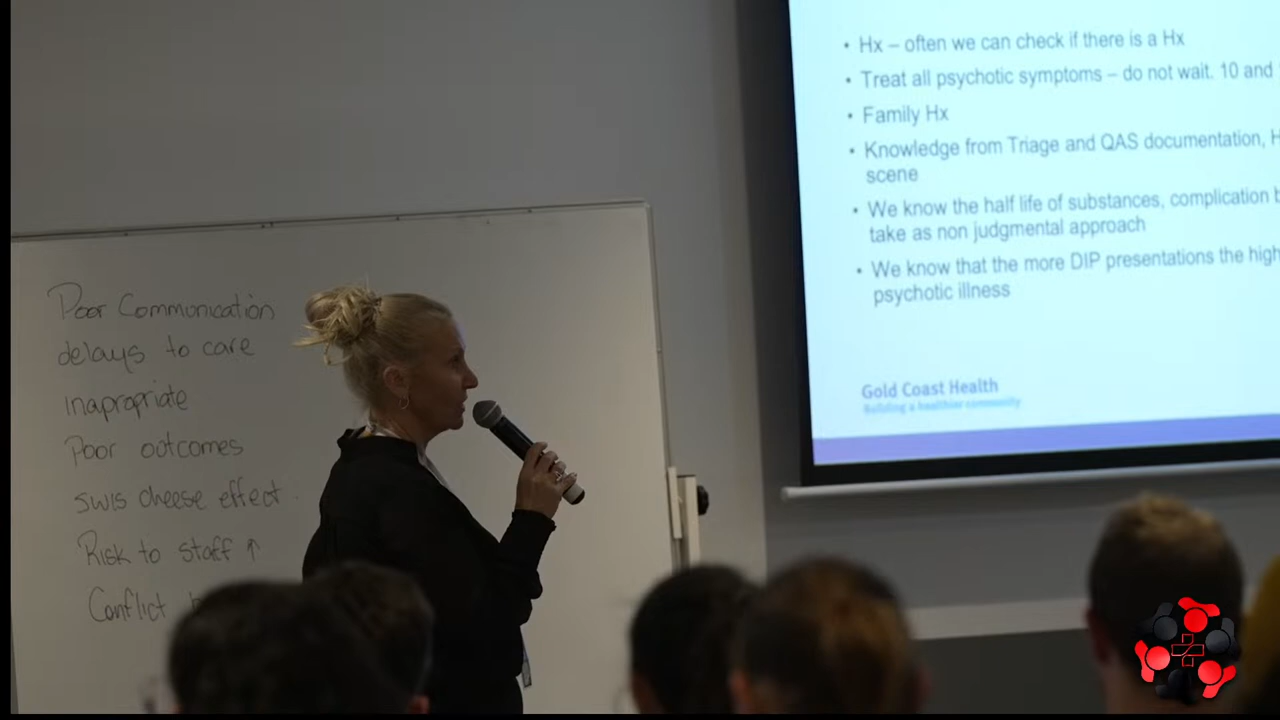 Poor Communication
delays to care
inapropriate
Poor outcomes
swis cheese effect
Risk to staff ↑
Conflict
• Hx – often we can check if there is a Hx
• Treat all psychotic symptoms – do not wait. 10 and
• Family Hx
• Knowledge from Triage and QAS documentation, H
scene
• We know the half life of substances, complication b
take as non judgmental approach
• We know that the more DIP presentations the high
psychotic illness
Gold Coast Health
Building a healthier community